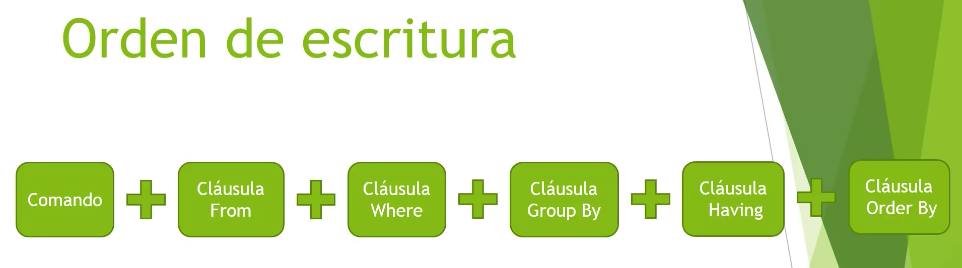 Orden de escritura
Comando
Cláusula
From
Cláusula
Where
Cláusula
Group By
Cláusula
Having
Cláusula
Order By